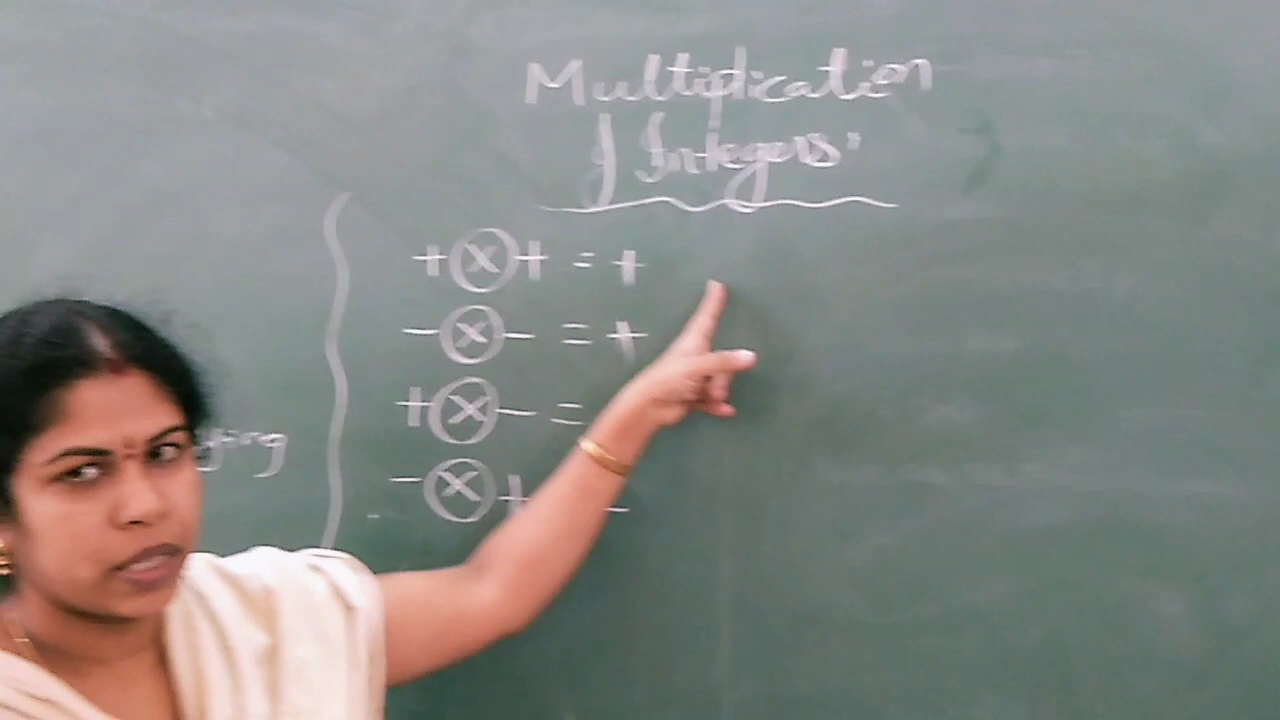 Multiplication
of Integers
+ × + = +
- × - = +
+ × - =
- × + -